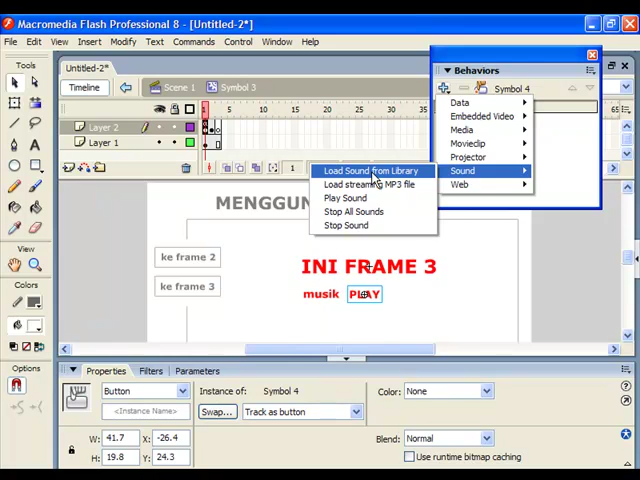 Macromedia Flash Professional 8 - [Untitled-2*]
File Edit View Insert Modify Text Commands Control Window Help
Tools
View
Colors
Options
Untitled-2*
Timeline Scene 1 Symbol 3
5 10 15 20 25 30 35
Layer 2
Layer 1
1
Behaviors
Symbol 4
Data
Embedded Video
Media
Movieclip
Projector
Sound
Web
Load Sound from Library
Load streaming MP3 file
Play Sound
Stop All Sounds
Stop Sound
MENGGUN
ke frame 2
ke frame 3
INI FRAME 3
musik PLAY
Properties Filters Parameters
Button
<Instance Name>
Instance of: Symbol 4
Swap... Track as button
Color: None
Blend: Normal
Use runtime bitmap caching
W: 41.7 X: -26.4
H: 19.8 Y: 24.3